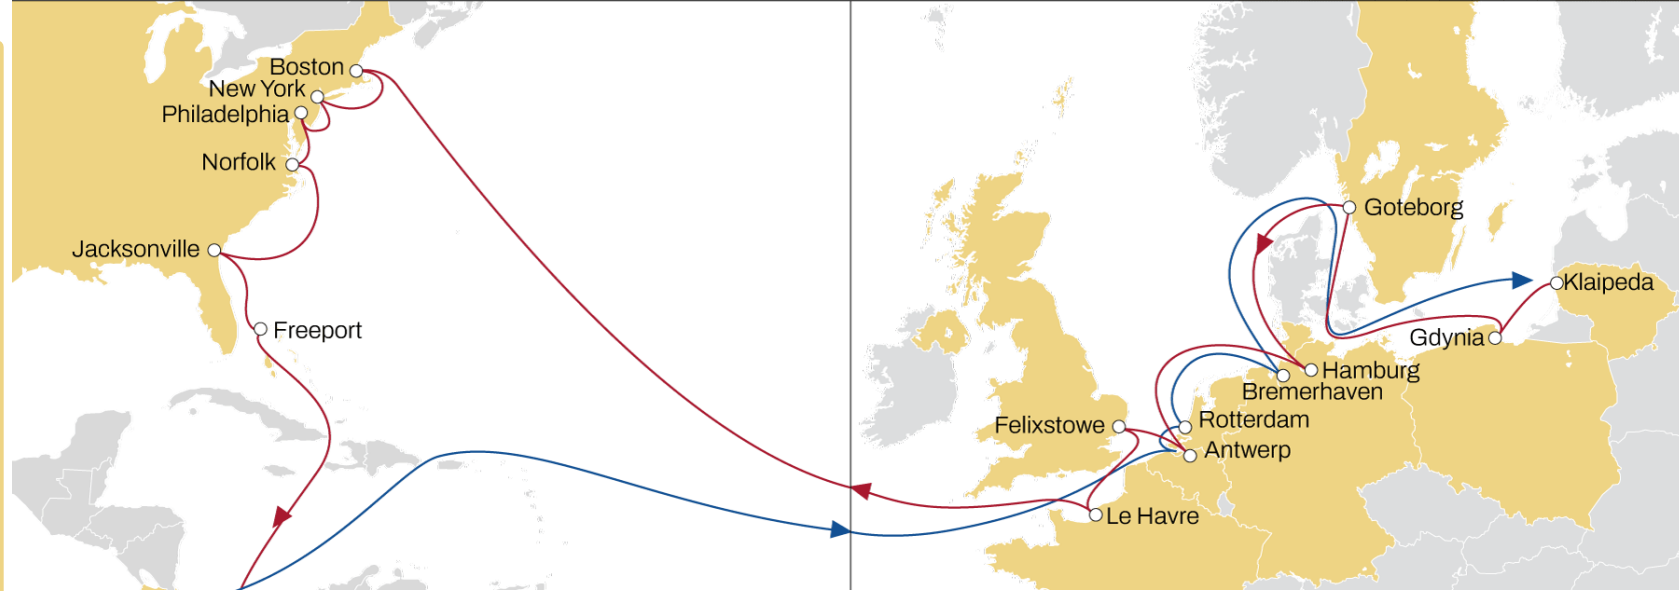 Boston
New York
Philadelphia
Norfolk
Jacksonville
Freeport
Goteborg
Klaipeda
Gdynia
Hamburg
Bremerhaven
Felixstowe
Rotterdam
Antwerp
Le Havre